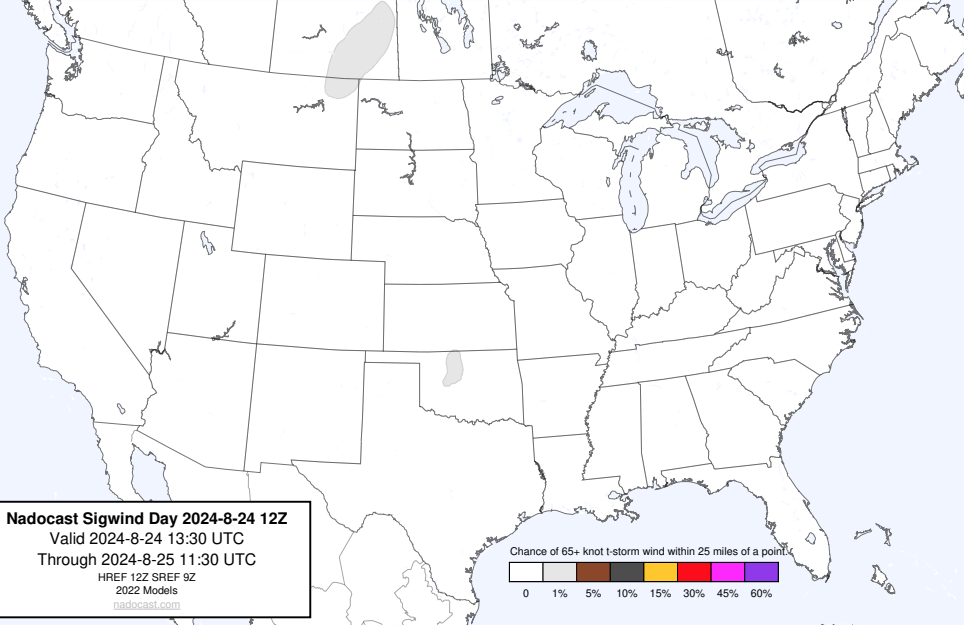 Nadocast Sigwind Day 2024-8-24 12Z
Valid 2024-8-24 13:30 UTC
Through 2024-8-25 11:30 UTC
HREF 12Z SREF 9Z
2022 Models
nadocast.com
Chance of 65+ knot t-storm wind within 25 miles of a point.
0 1% 5% 10% 15% 30% 45% 60%